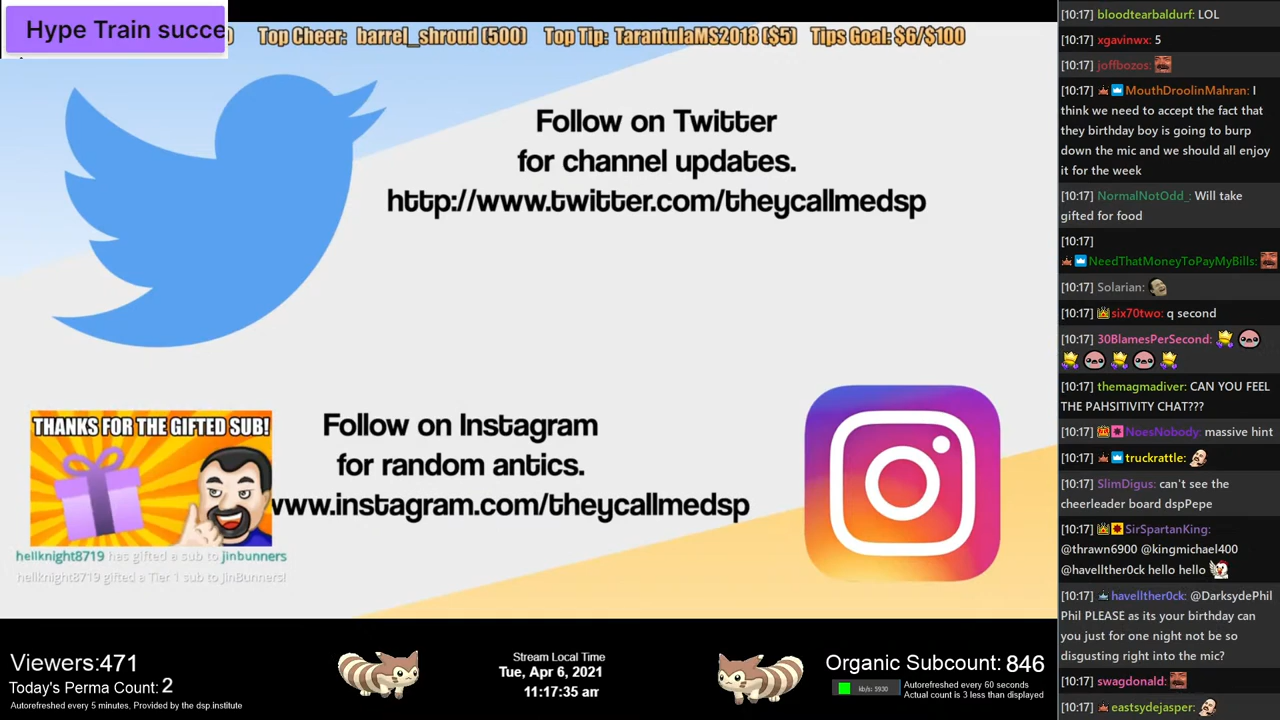 Hype Train succe
Top Cheer: barrel_shroud (500) Top Tip: TarantulaMS2018 ($5) Tips Goal: $6/$100
Follow on Twitter
for channel updates.
http://www.twitter.com/theycallmedsp
THANKS FOR THE GIFTED SUB!
Follow on Instagram
for random antics.
www.instagram.com/theycallmedsp
hellknight8719 has gifted a sub to jinbunners
hellknight8719 gifted a Tier 1 sub to JinBunners!
Viewers:471
Today's Perma Count: 2
Autorefreshed every 5 minutes, Provided by the dsp institute
Stream Local Time
Tue, Apr 6, 2021
11:17:35 am
Organic Subcount: 846
kb/s: 5930
Autorefreshed every 60 seconds
Actual count is 3 less than displayed
[10:17] bloodtearbaldurf: LOL
[10:17] xgavinwx: 5
[10:17] joffbozos:
[10:17] MouthDroolinMahran: I
think we need to accept the fact that
they birthday boy is going to burp
down the mic and we should all enjoy
it for the week
[10:17] NormalNotOdd_: Will take
gifted for food
[10:17]
NeedThatMoneyToPayMyBills:
[10:17] Solarian:
[10:17] six70two: q second
[10:17] 30BlamesPerSecond:
[10:17] themagmadiver: CAN YOU FEEL
THE PAHSITIVITY CHAT???
[10:17] NoesNobody: massive hint
[10:17] truckrattle:
[10:17] SlimDigus: can't see the
cheerleader board dspPepe
[10:17] SirSpartanKing:
@thrawn6900 @kingmichael400
@havellther0ck hello hello
[10:17] havellther0ck: @DarksydePhil
Phil PLEASE as its your birthday can
you just for one night not be so
disgusting right into the mic?
[10:17] swagdonald:
[10:17] eastsydejasper: